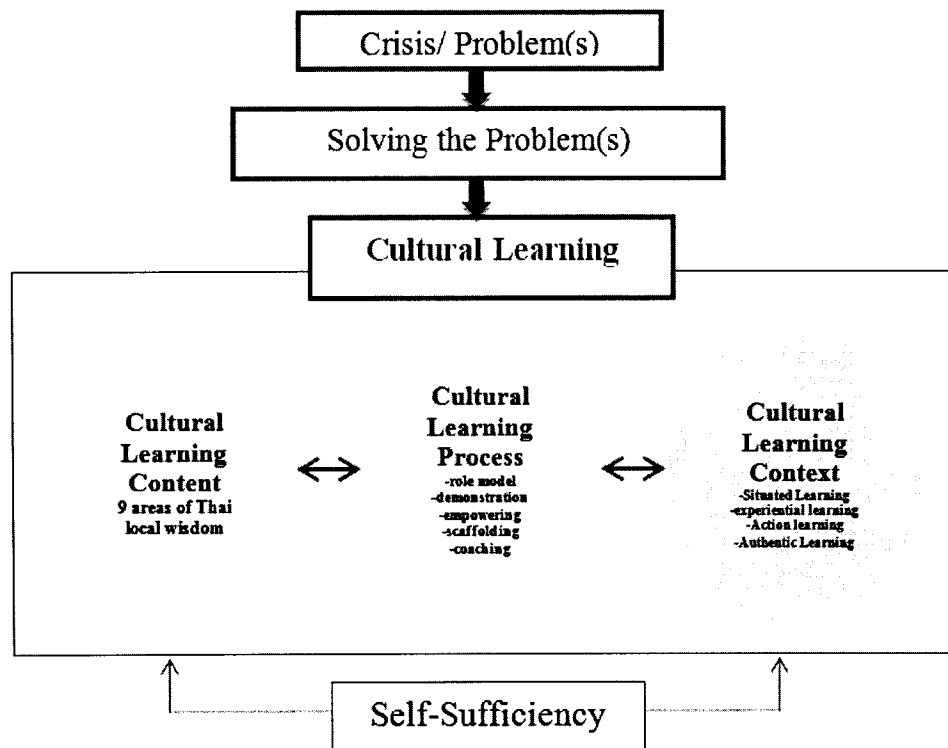 Crisis/ Problem(s)
Solving the Problem(s)
Cultural Learning
Cultural
Learning
Content
9 areas of Thai
local wisdom
Cultural
Learning
Process
-role model
-demonstration
-empowering
-scaffolding
-coaching
Cultural
Learning
Context
-Situated Learning
-experiential learning
-Action learning
-Authentic Learning
Self-Sufficiency